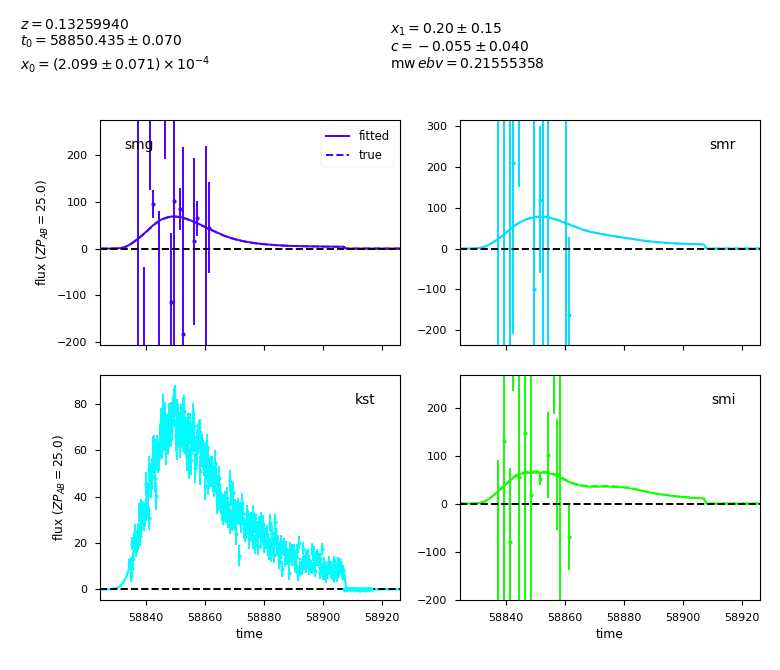 z = 0.13259940
t₀ = 58850.435 ± 0.070
x₀ = (2.099 ± 0.071) × 10⁻⁴
x₁ = 0.20 ± 0.15
c = −0.055 ± 0.040
mw ebv = 0.21555358
smg
fitted
true
200
100
0
−100
−200
flux (ZP_AB = 25.0)
smr
300
200
100
0
−100
−200
kst
80
60
40
20
0
flux (ZP_AB = 25.0)
58840 58860 58880 58900 58920
time
smi
200
100
0
−100
−200
58840 58860 58880 58900 58920
time